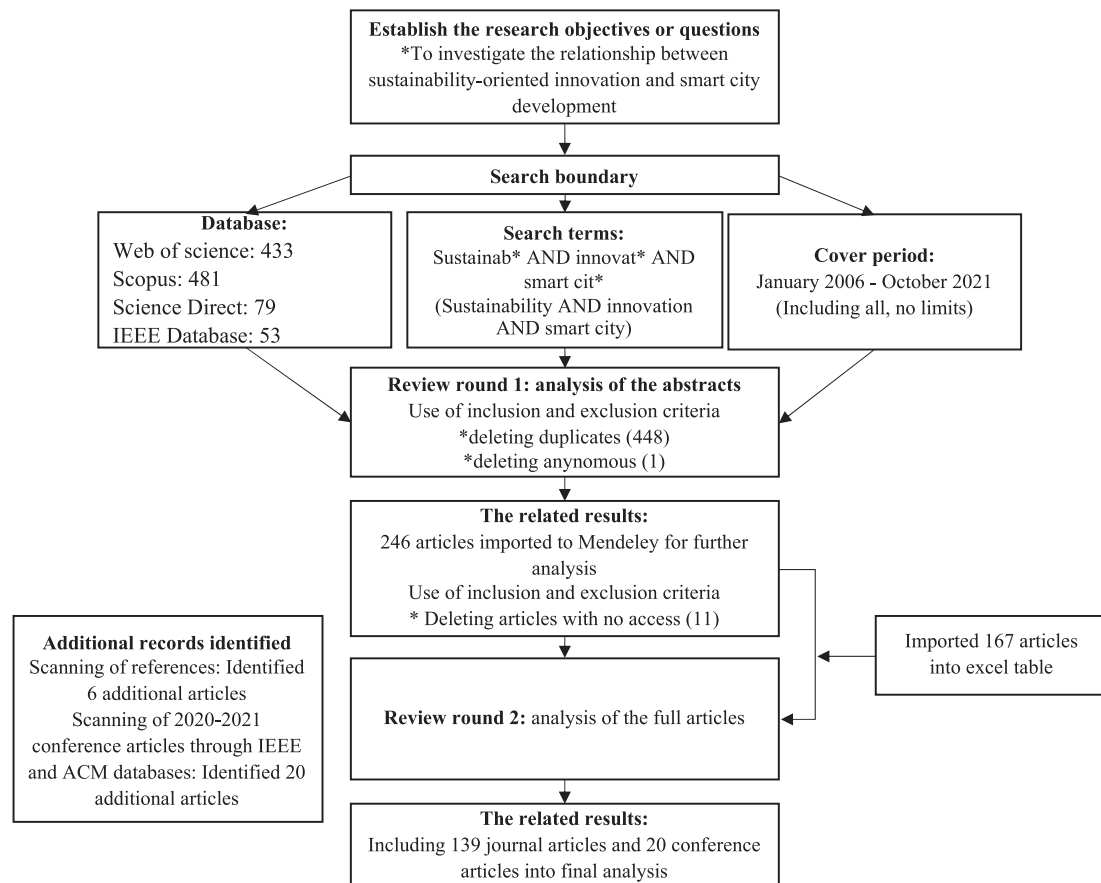 Establish the research objectives or questions
*To investigate the relationship between
sustainability-oriented innovation and smart city
development
Search boundary
Database:
Web of science: 433
Scopus: 481
Science Direct: 79
IEEE Database: 53
Search terms:
Sustainab* AND innovat* AND
smart cit*
(Sustainability AND innovation
AND smart city)
Cover period:
January 2006 - October 2021
(Including all, no limits)
Review round 1: analysis of the abstracts
Use of inclusion and exclusion criteria
*deleting duplicates (448)
*deleting anynomous (1)
The related results:
246 articles imported to Mendeley for further
analysis
Use of inclusion and exclusion criteria
* Deleting articles with no access (11)
Additional records identified
Scanning of references: Identified
6 additional articles
Scanning of 2020-2021
conference articles through IEEE
and ACM databases: Identified 20
additional articles
Imported 167 articles
into excel table
Review round 2: analysis of the full articles
The related results:
Including 139 journal articles and 20 conference
articles into final analysis